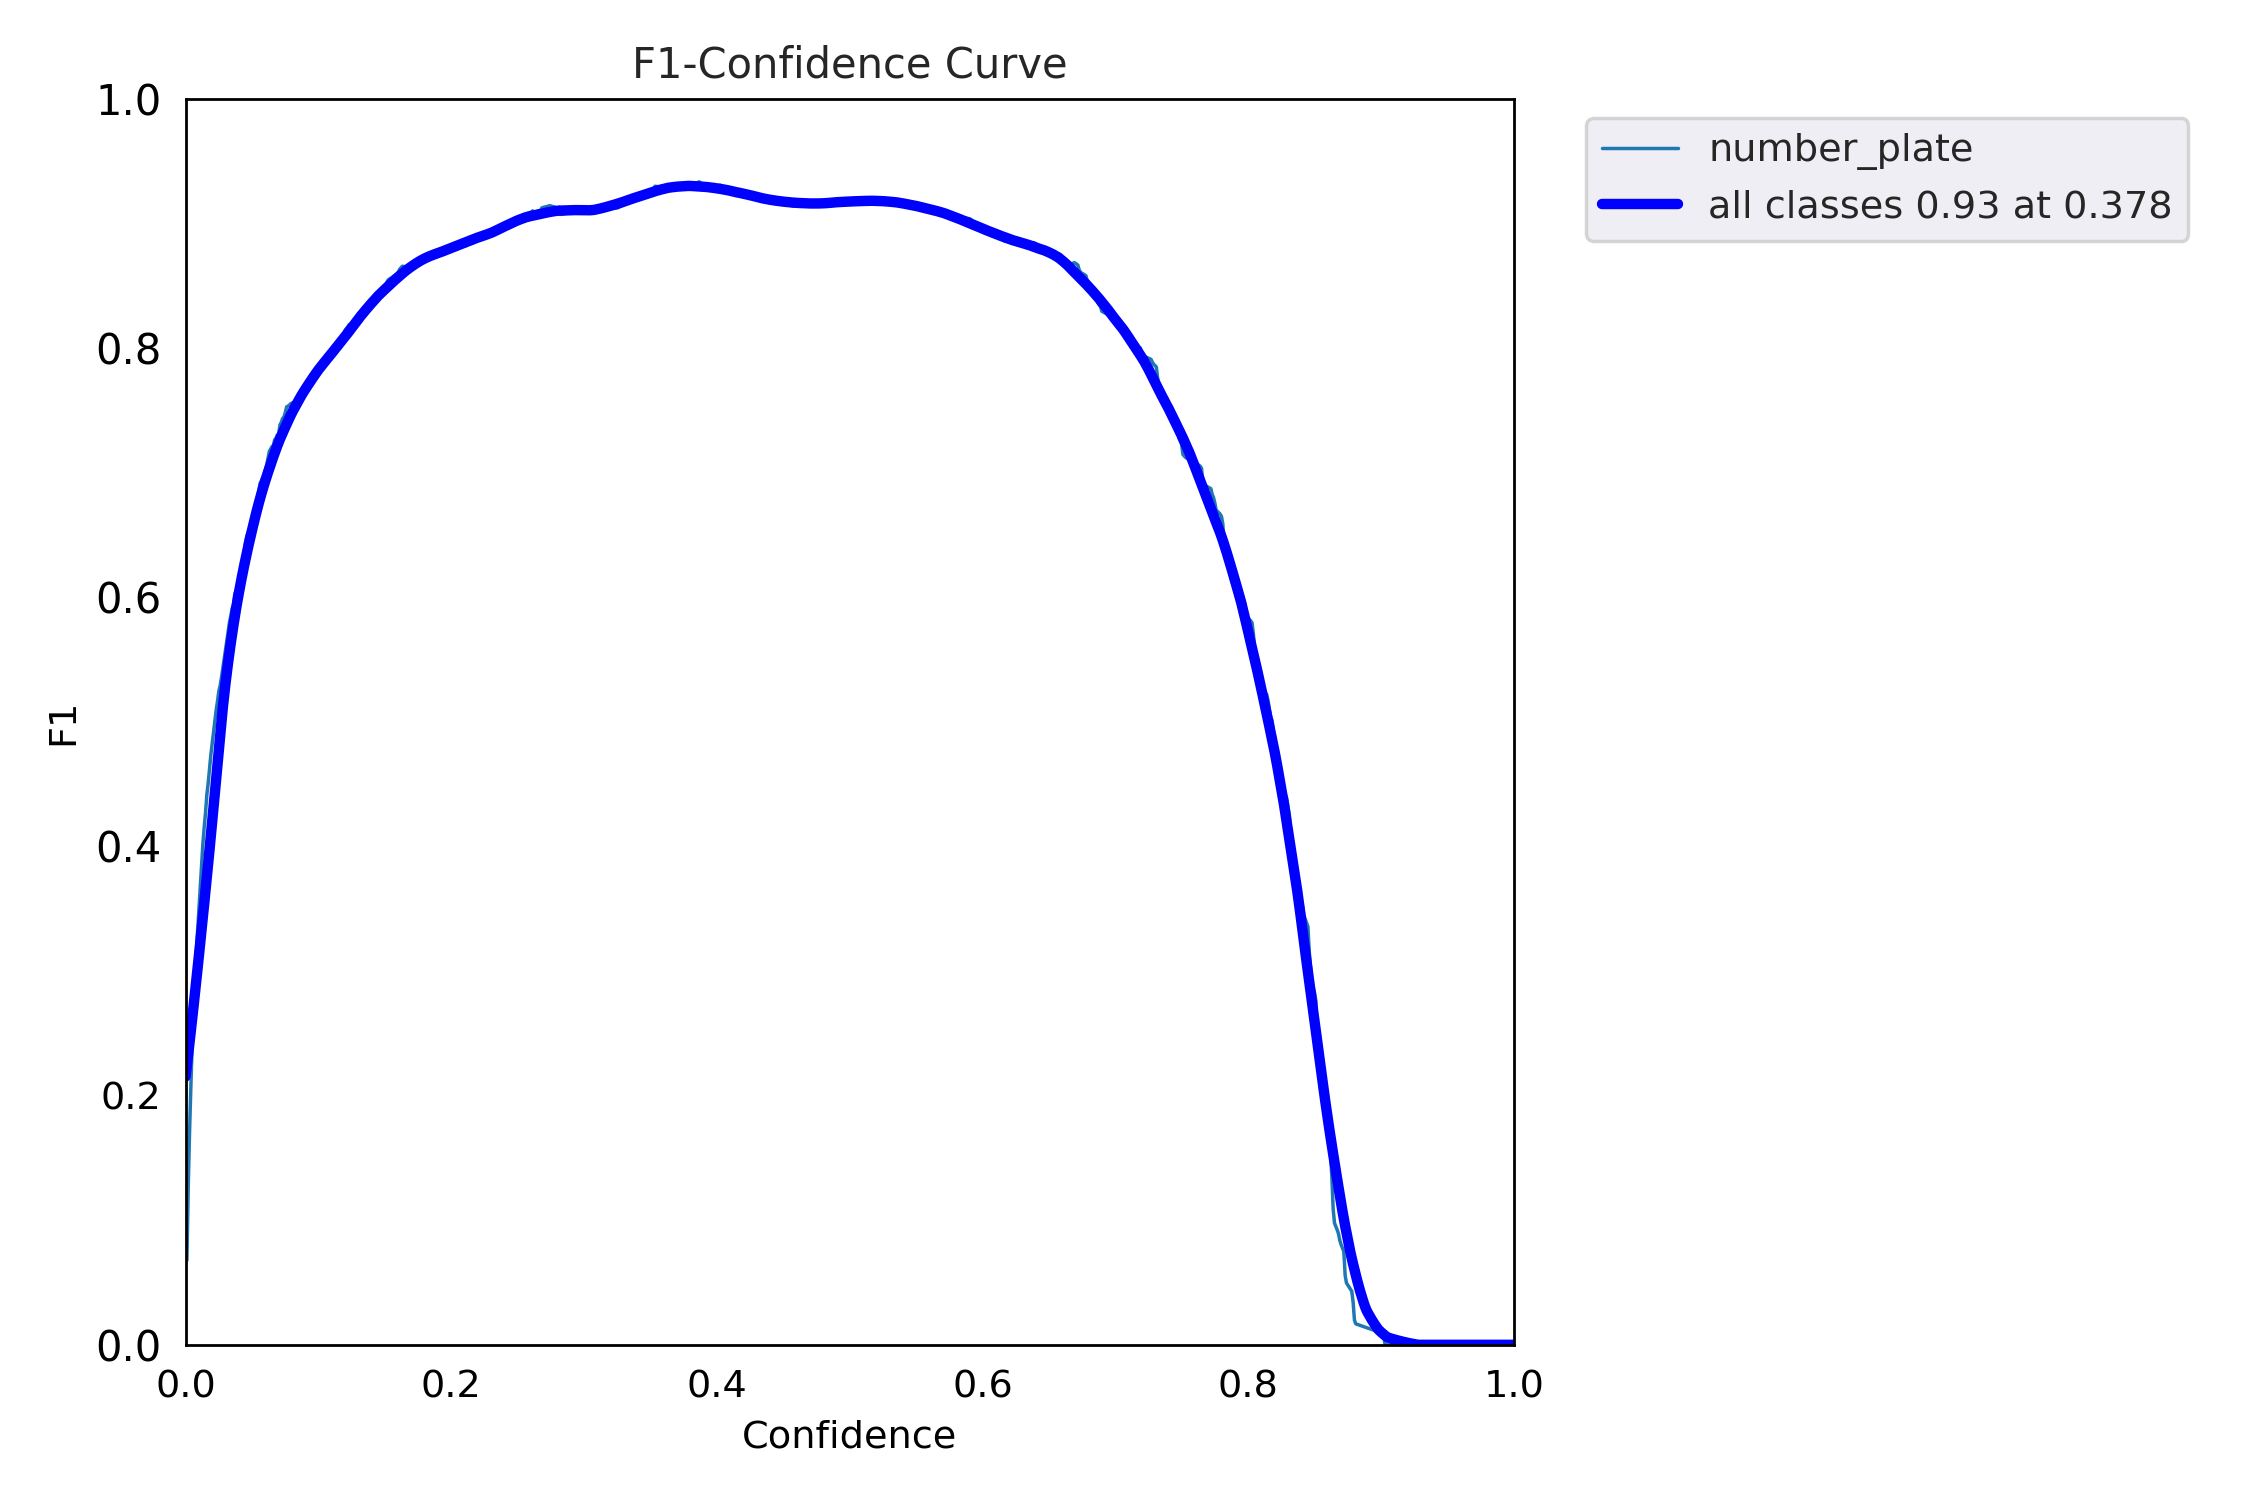 F1-Confidence Curve
1.0
0.8
0.6
0.4
0.2
0.0
F1
0.0 0.2 0.4 0.6 0.8 1.0
Confidence
number_plate
all classes 0.93 at 0.378